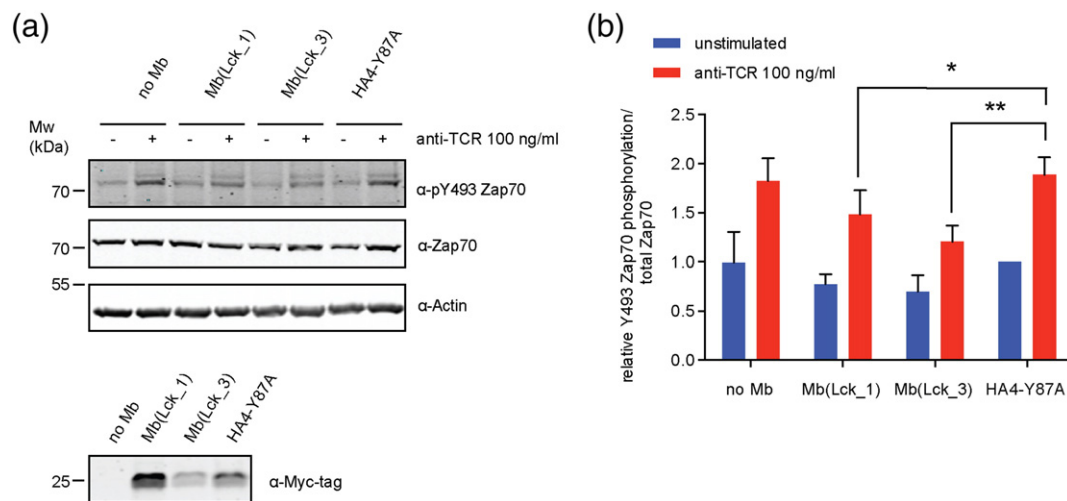 (a)
no Mb
Mb(Lck_1)
Mb(Lck_3)
HA4-Y87A
Mw
(kDa)
- + - + - + - + anti-TCR 100 ng/ml
70
α-pY493 Zap70
70
α-Zap70
55
α-Actin
no Mb
Mb(Lck_1)
Mb(Lck_3)
HA4-Y87A
25
α-Myc-tag
(b)
unstimulated
anti-TCR 100 ng/ml
*
**
relative Y493 Zap70 phosphorylation/
total Zap70
2.5
2.0
1.5
1.0
0.5
0.0
no Mb Mb(Lck_1) Mb(Lck_3) HA4-Y87A